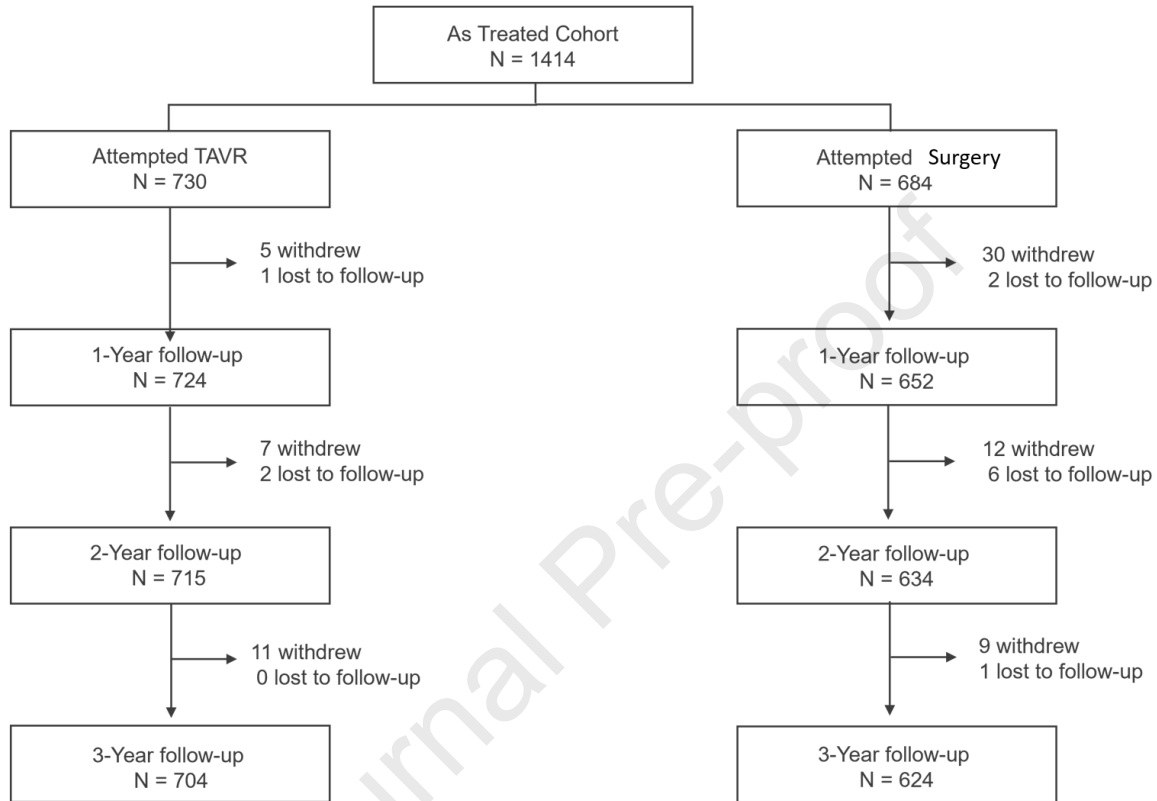 As Treated Cohort
N = 1414
Attempted TAVR
N = 730
Attempted Surgery
N = 684
5 withdrew
1 lost to follow-up
30 withdrew
2 lost to follow-up
1-Year follow-up
N = 724
1-Year follow-up
N = 652
7 withdrew
2 lost to follow-up
12 withdrew
6 lost to follow-up
2-Year follow-up
N = 715
2-Year follow-up
N = 634
11 withdrew
0 lost to follow-up
9 withdrew
1 lost to follow-up
3-Year follow-up
N = 704
3-Year follow-up
N = 624
urnal Pre-proof